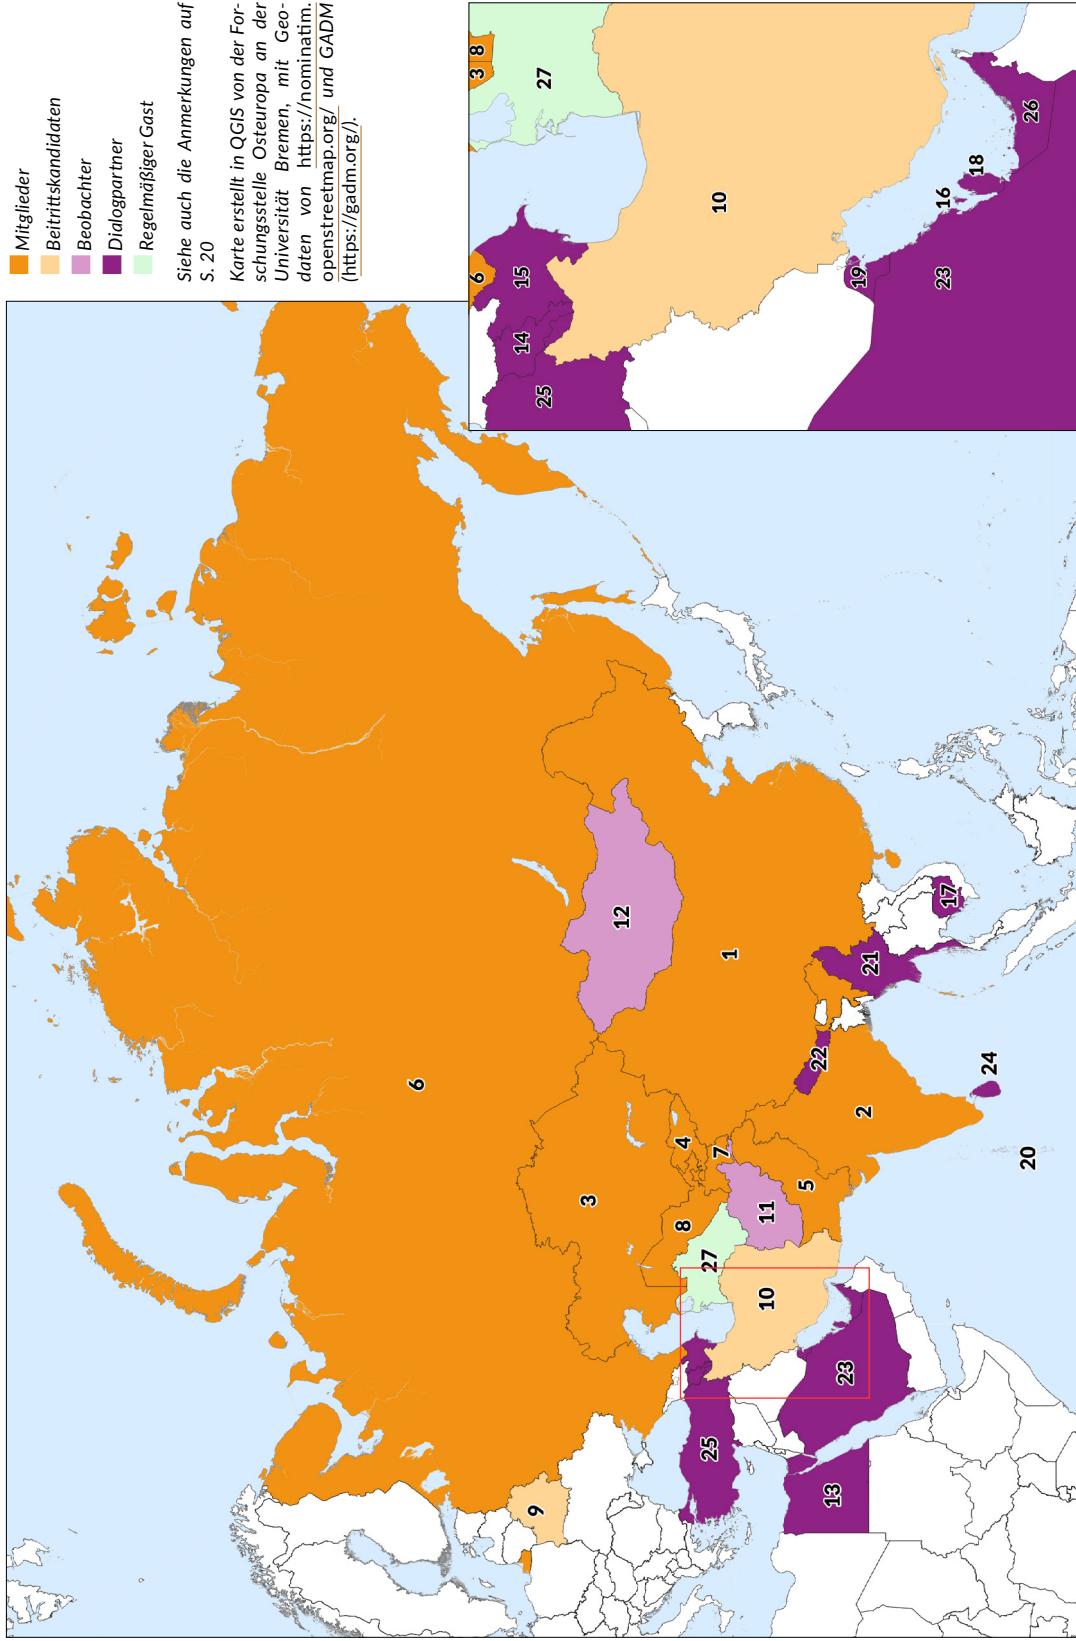 Mitglieder
Beitrittskandidaten
Beobachter
Dialogpartner
Regelmäßiger Gast
Siehe auch die Anmerkungen auf
S. 20
Karte erstellt in QGIS von der For-
schungsstelle Osteuropa an der
Universität Bremen, mit Geo-
daten von https://nominatim.
openstreetmap.org/ und GADM
(https://gadm.org/).
6
3
12
9
8
4
7
1
27
11
5
10
25
22
2
21
17
23
13
24
20
6
3
8
27
15
14
25
10
19
16
18
26
23